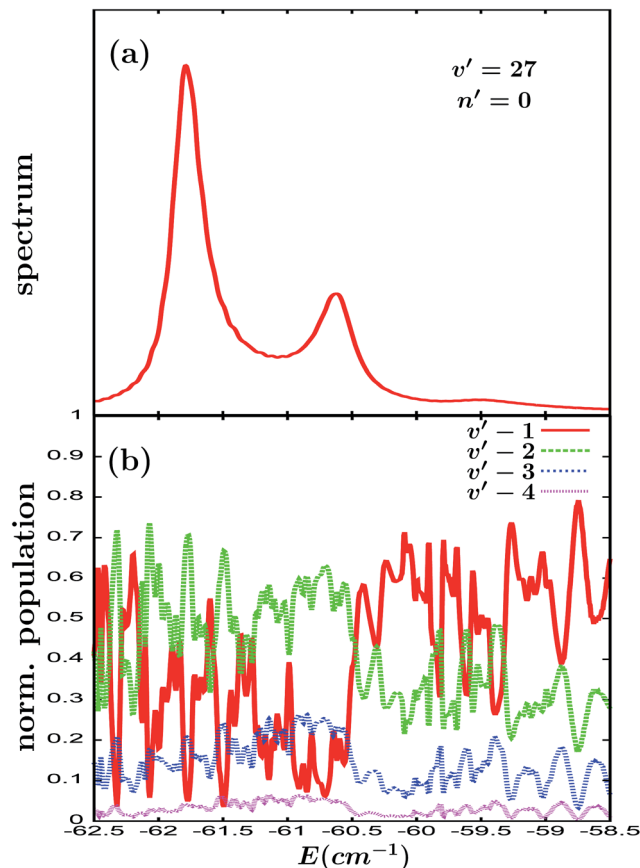 (a)
v′ = 27
n′ = 0
spectrum
1
v′ − 1
v′ − 2
v′ − 3
v′ − 4
(b)
0.9
0.8
0.7
0.6
0.5
0.4
0.3
0.2
0.1
0
norm. population
-62.5 -62 -61.5 -61 -60.5 -60 -59.5 -59 -58.5
E(cm⁻¹)